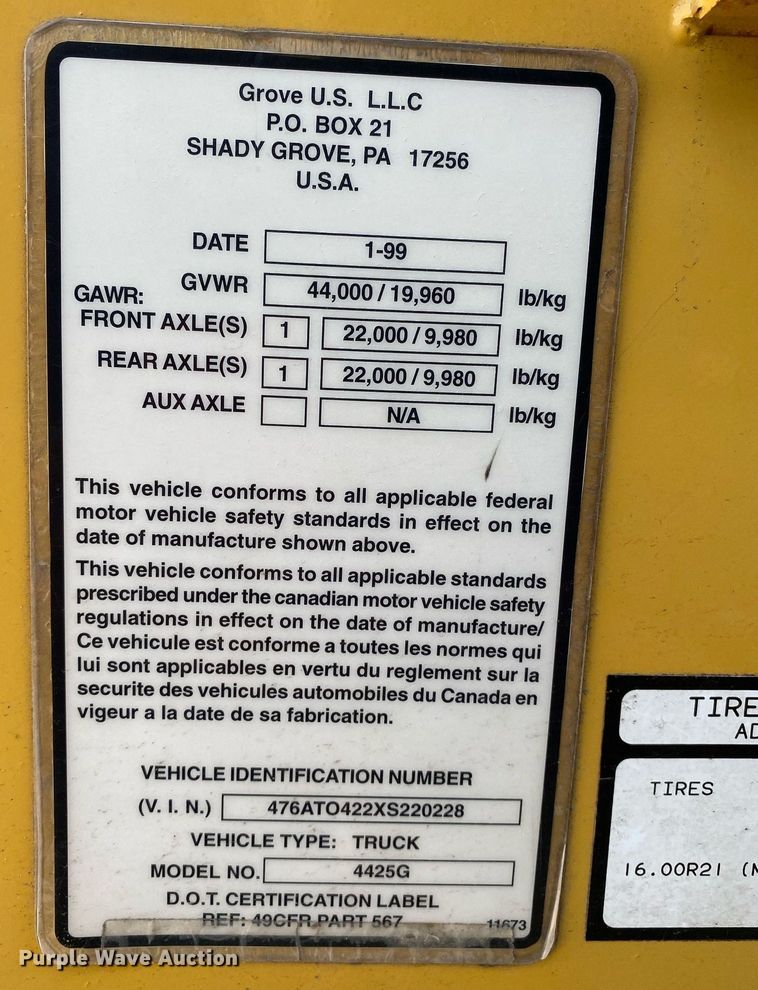 Grove U.S. L.L.C
P.O. BOX 21
SHADY GROVE, PA 17256
U.S.A.
DATE 1-99
GVWR 44,000 / 19,960 lb/kg
GAWR:
FRONT AXLE(S) 1 22,000 / 9,980 lb/kg
REAR AXLE(S) 1 22,000 / 9,980 lb/kg
AUX AXLE N/A lb/kg
This vehicle conforms to all applicable federal
motor vehicle safety standards in effect on the
date of manufacture shown above.
This vehicle conforms to all applicable standards
prescribed under the canadian motor vehicle safety
regulations in effect on the date of manufacture/
Ce vehicule est conforme a toutes les normes qui
lui sont applicables en vertu du reglement sur la
securite des vehicules automobiles du Canada en
vigeur a la date de sa fabrication.
VEHICLE IDENTIFICATION NUMBER
(V. I. N.) 476ATO422XS220228
VEHICLE TYPE: TRUCK
MODEL NO. 4425G
D.O.T. CERTIFICATION LABEL
REF: 49CFR PART 567 11673
TIRE
AD
TIRES
16.00R21 (M
Purple Wave Auction